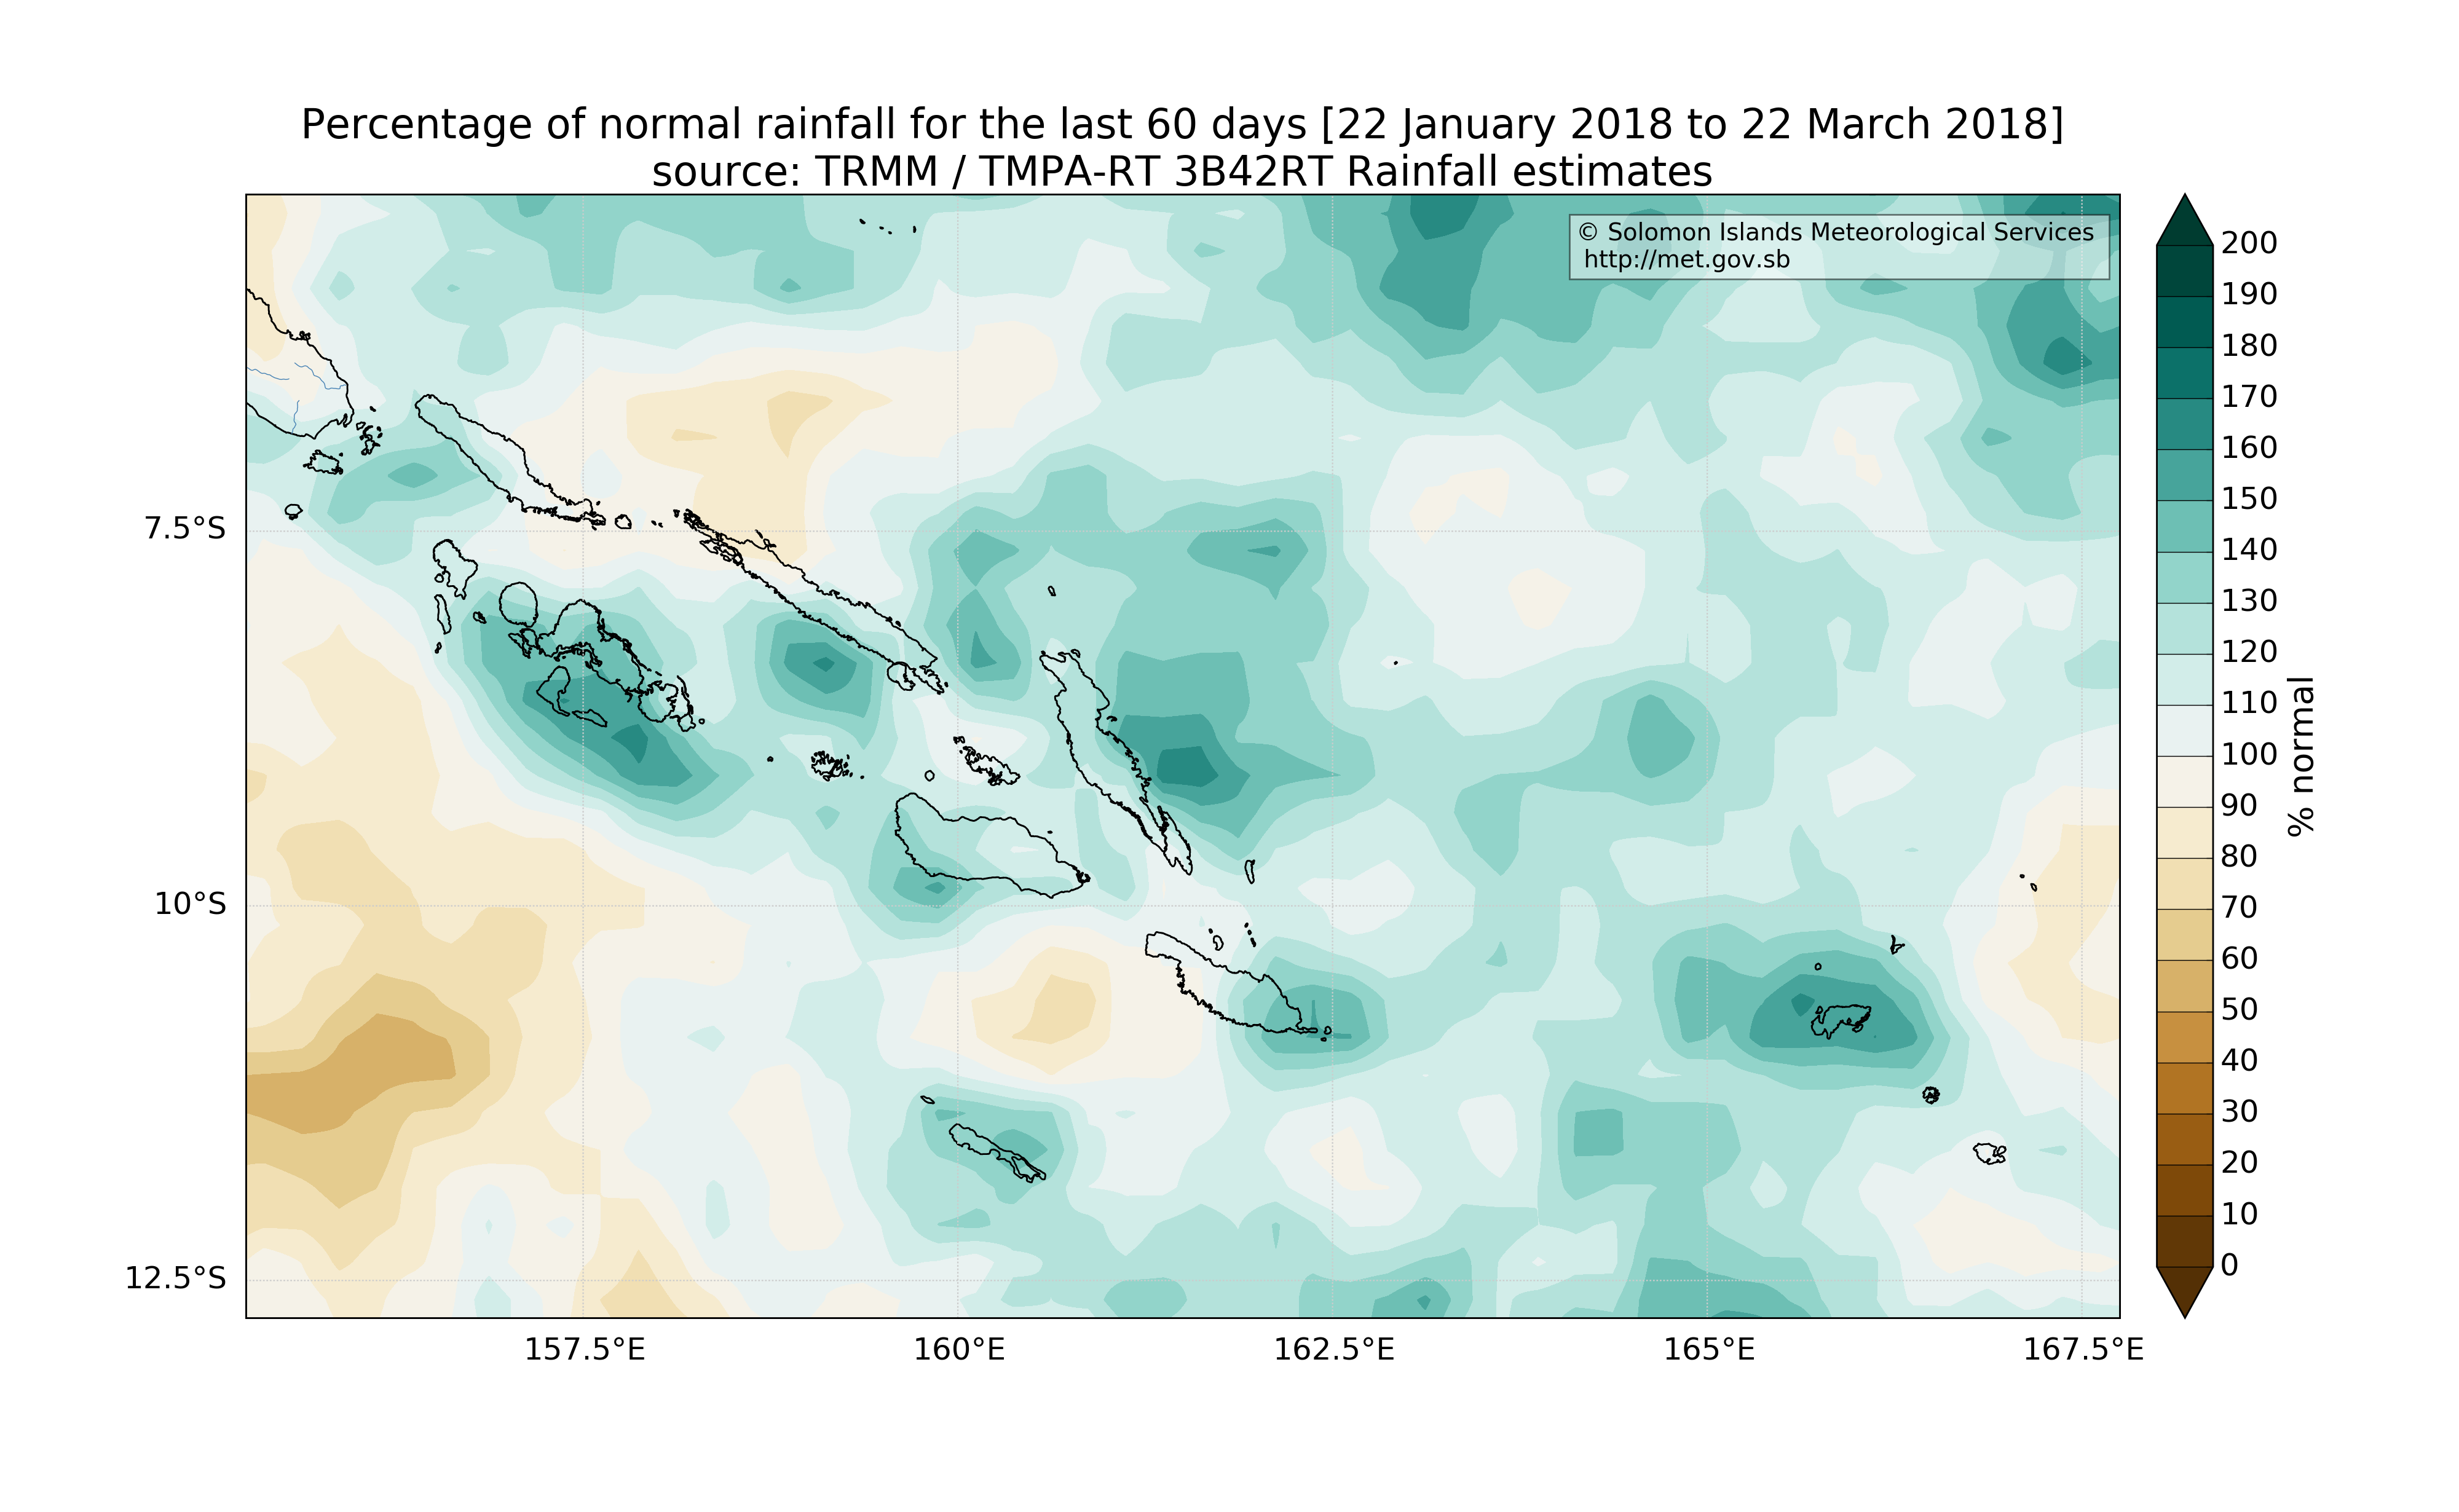 Percentage of normal rainfall for the last 60 days [22 January 2018 to 22 March 2018]
source: TRMM / TMPA-RT 3B42RT Rainfall estimates
© Solomon Islands Meteorological Services
http://met.gov.sb
7.5°S
10°S
12.5°S
157.5°E
160°E
162.5°E
165°E
167.5°E
200
190
180
170
160
150
140
130
120
110
100
90
80
70
60
50
40
30
20
10
0
% normal